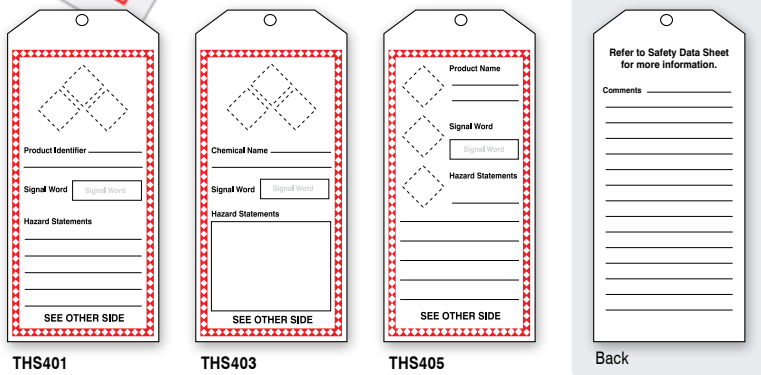 Product Identifier
Signal Word Signal Word
Hazard Statements
SEE OTHER SIDE
THS401
Chemical Name
Signal Word Signal Word
Hazard Statements
SEE OTHER SIDE
THS403
Product Name
Signal Word
Signal Word
Hazard Statements
SEE OTHER SIDE
THS405
Refer to Safety Data Sheet
for more information.
Comments
Back